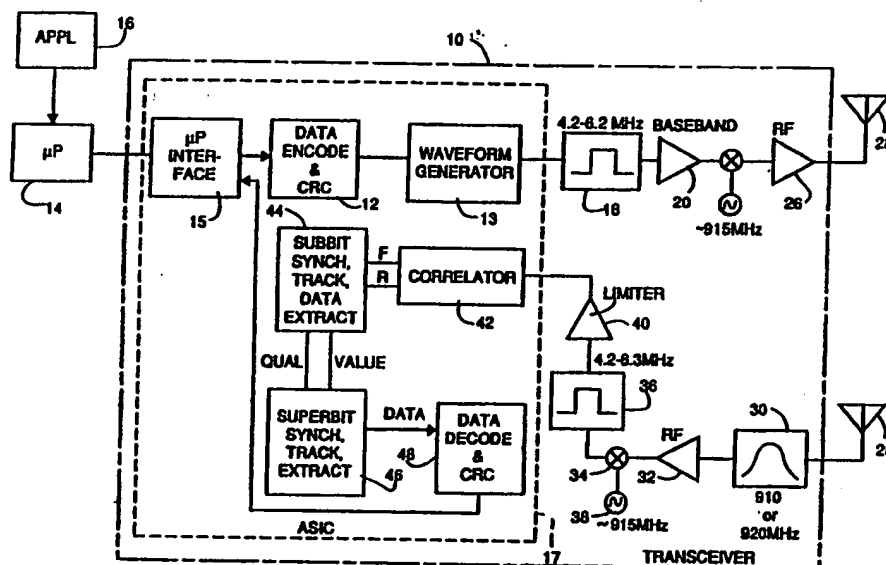 APPL
16
10
µP
14
µP
INTER-
FACE
15
DATA
ENCODE
&
CRC
12
WAVEFORM
GENERATOR
13
4.2-6.2 MHz
18
BASEBAND
20
~915MHz
RF
26
28
44
SUBBIT
SYNCH,
TRACK,
DATA
EXTRACT
F
R
CORRELATOR
42
LIMITER
40
QUAL
VALUE
4.2-6.3MHz
36
SUPERBIT
SYNCH,
TRACK,
EXTRACT
46
DATA
48
DATA
DECODE
&
CRC
34
38
~915MHz
RF
32
30
910
or
920MHz
ASIC
17
TRANSCEIVER